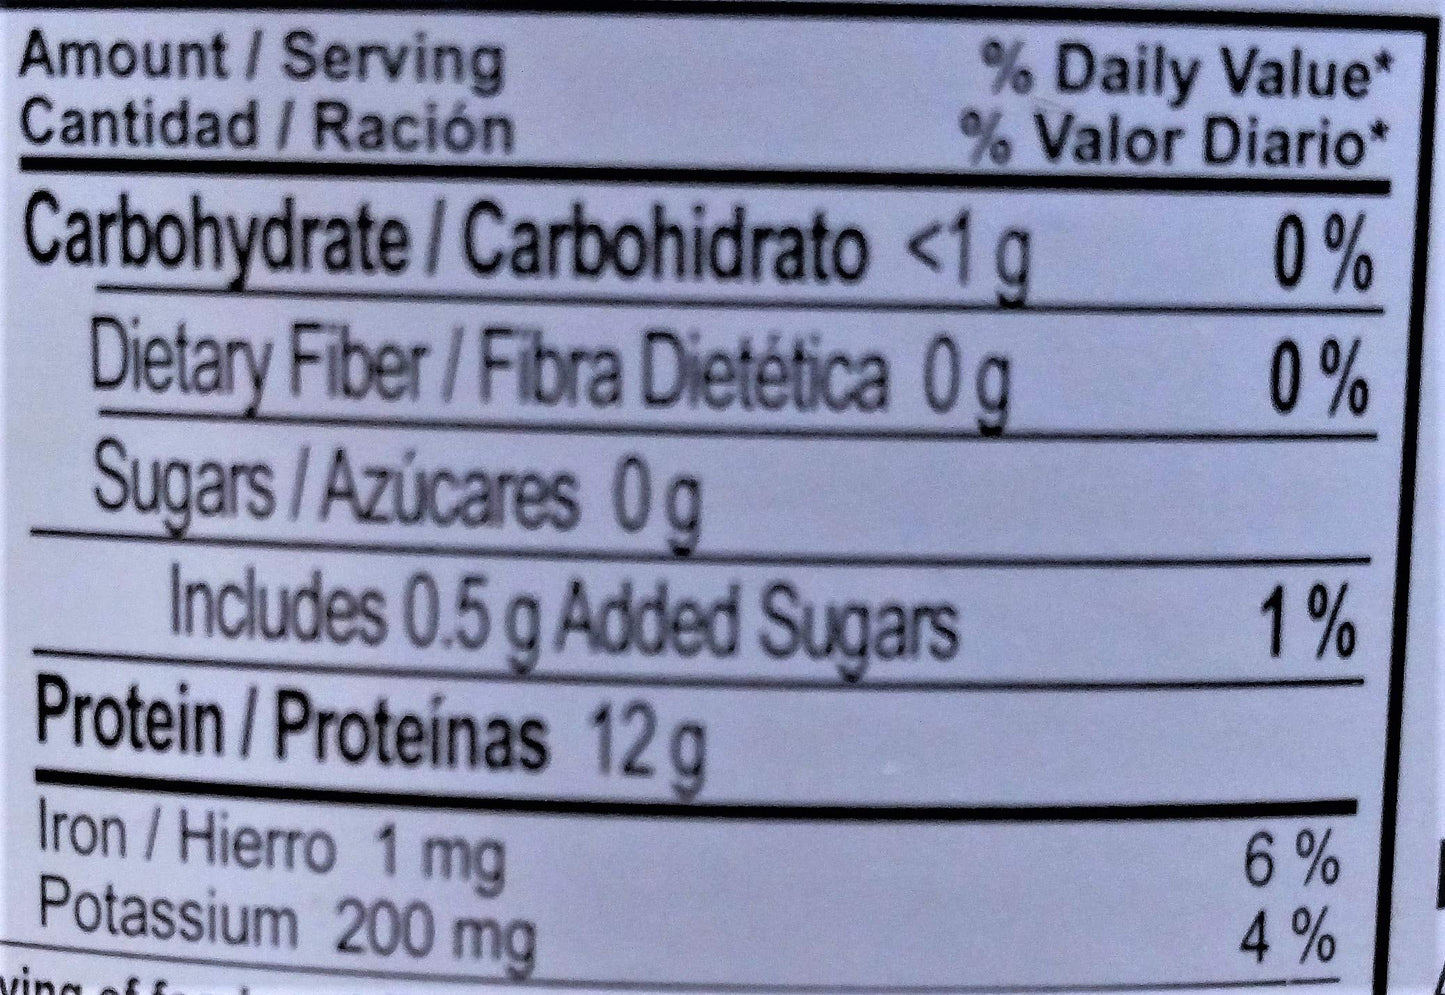 Amount / Serving % Daily Value*
Cantidad / Ración % Valor Diario*
Carbohydrate / Carbohidrato <1 g 0 %
Dietary Fiber / Fibra Dietética 0 g 0 %
Sugars / Azúcares 0 g
Includes 0.5 g Added Sugars 1 %
Protein / Proteínas 12 g
Iron / Hierro 1 mg 6 %
Potassium 200 mg 4 %